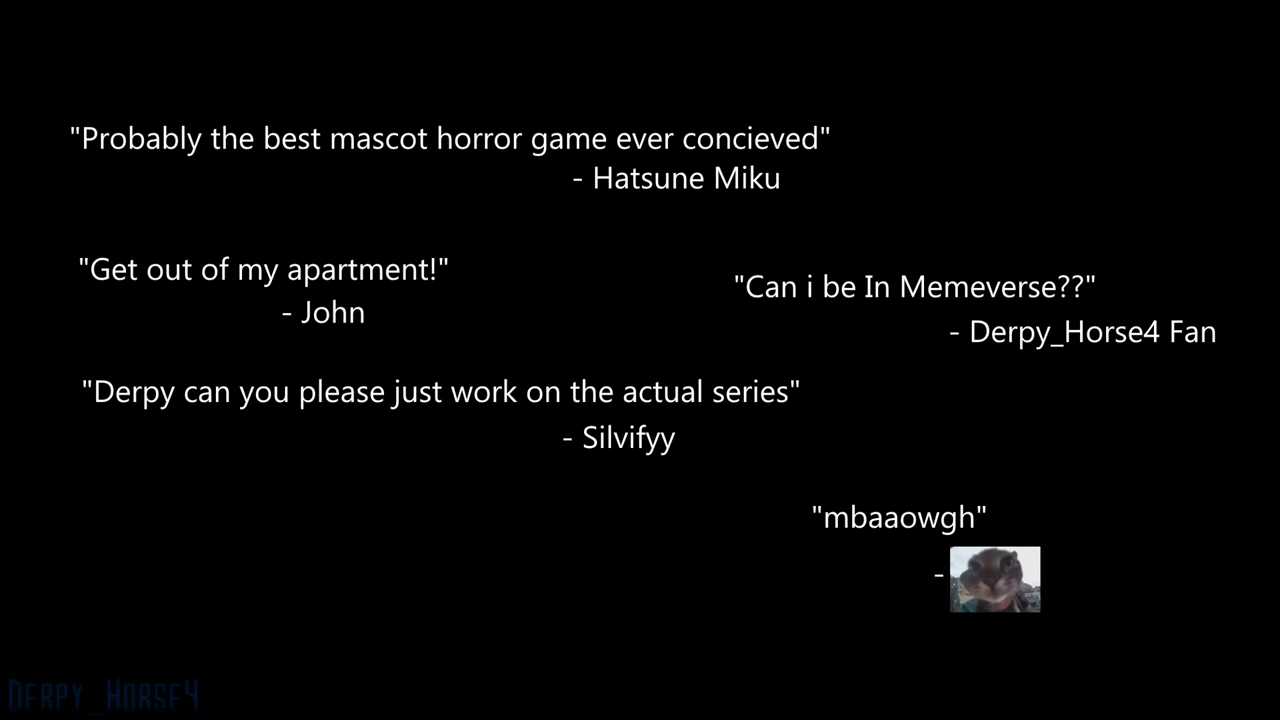 "Probably the best mascot horror game ever concieved"
- Hatsune Miku
"Get out of my apartment!"
- John
"Can i be In Memeverse??"
- Derpy_Horse4 Fan
"Derpy can you please just work on the actual series"
- Silvifyy
"mbaaowgh"
-
Derpy_Horse4